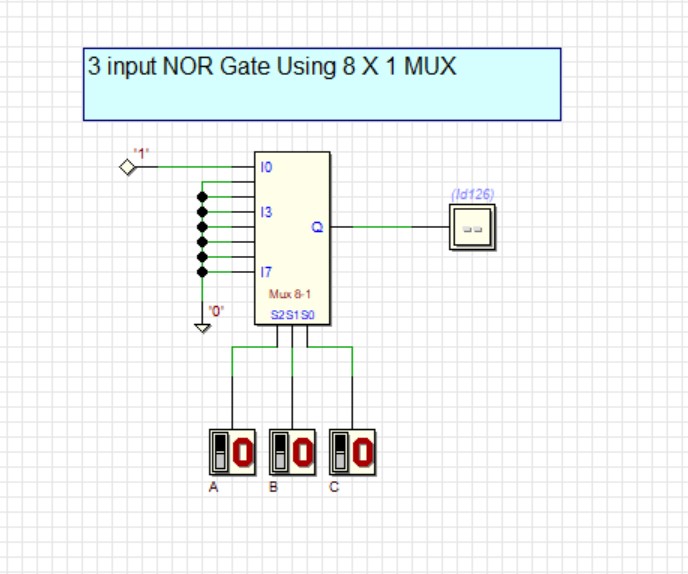 3 input NOR Gate Using 8 X 1 MUX
"1"
I0
(Id126)
I3
Q
--
I7
Mux 8-1
"0"
S2S1S0
0 0 0
A B C